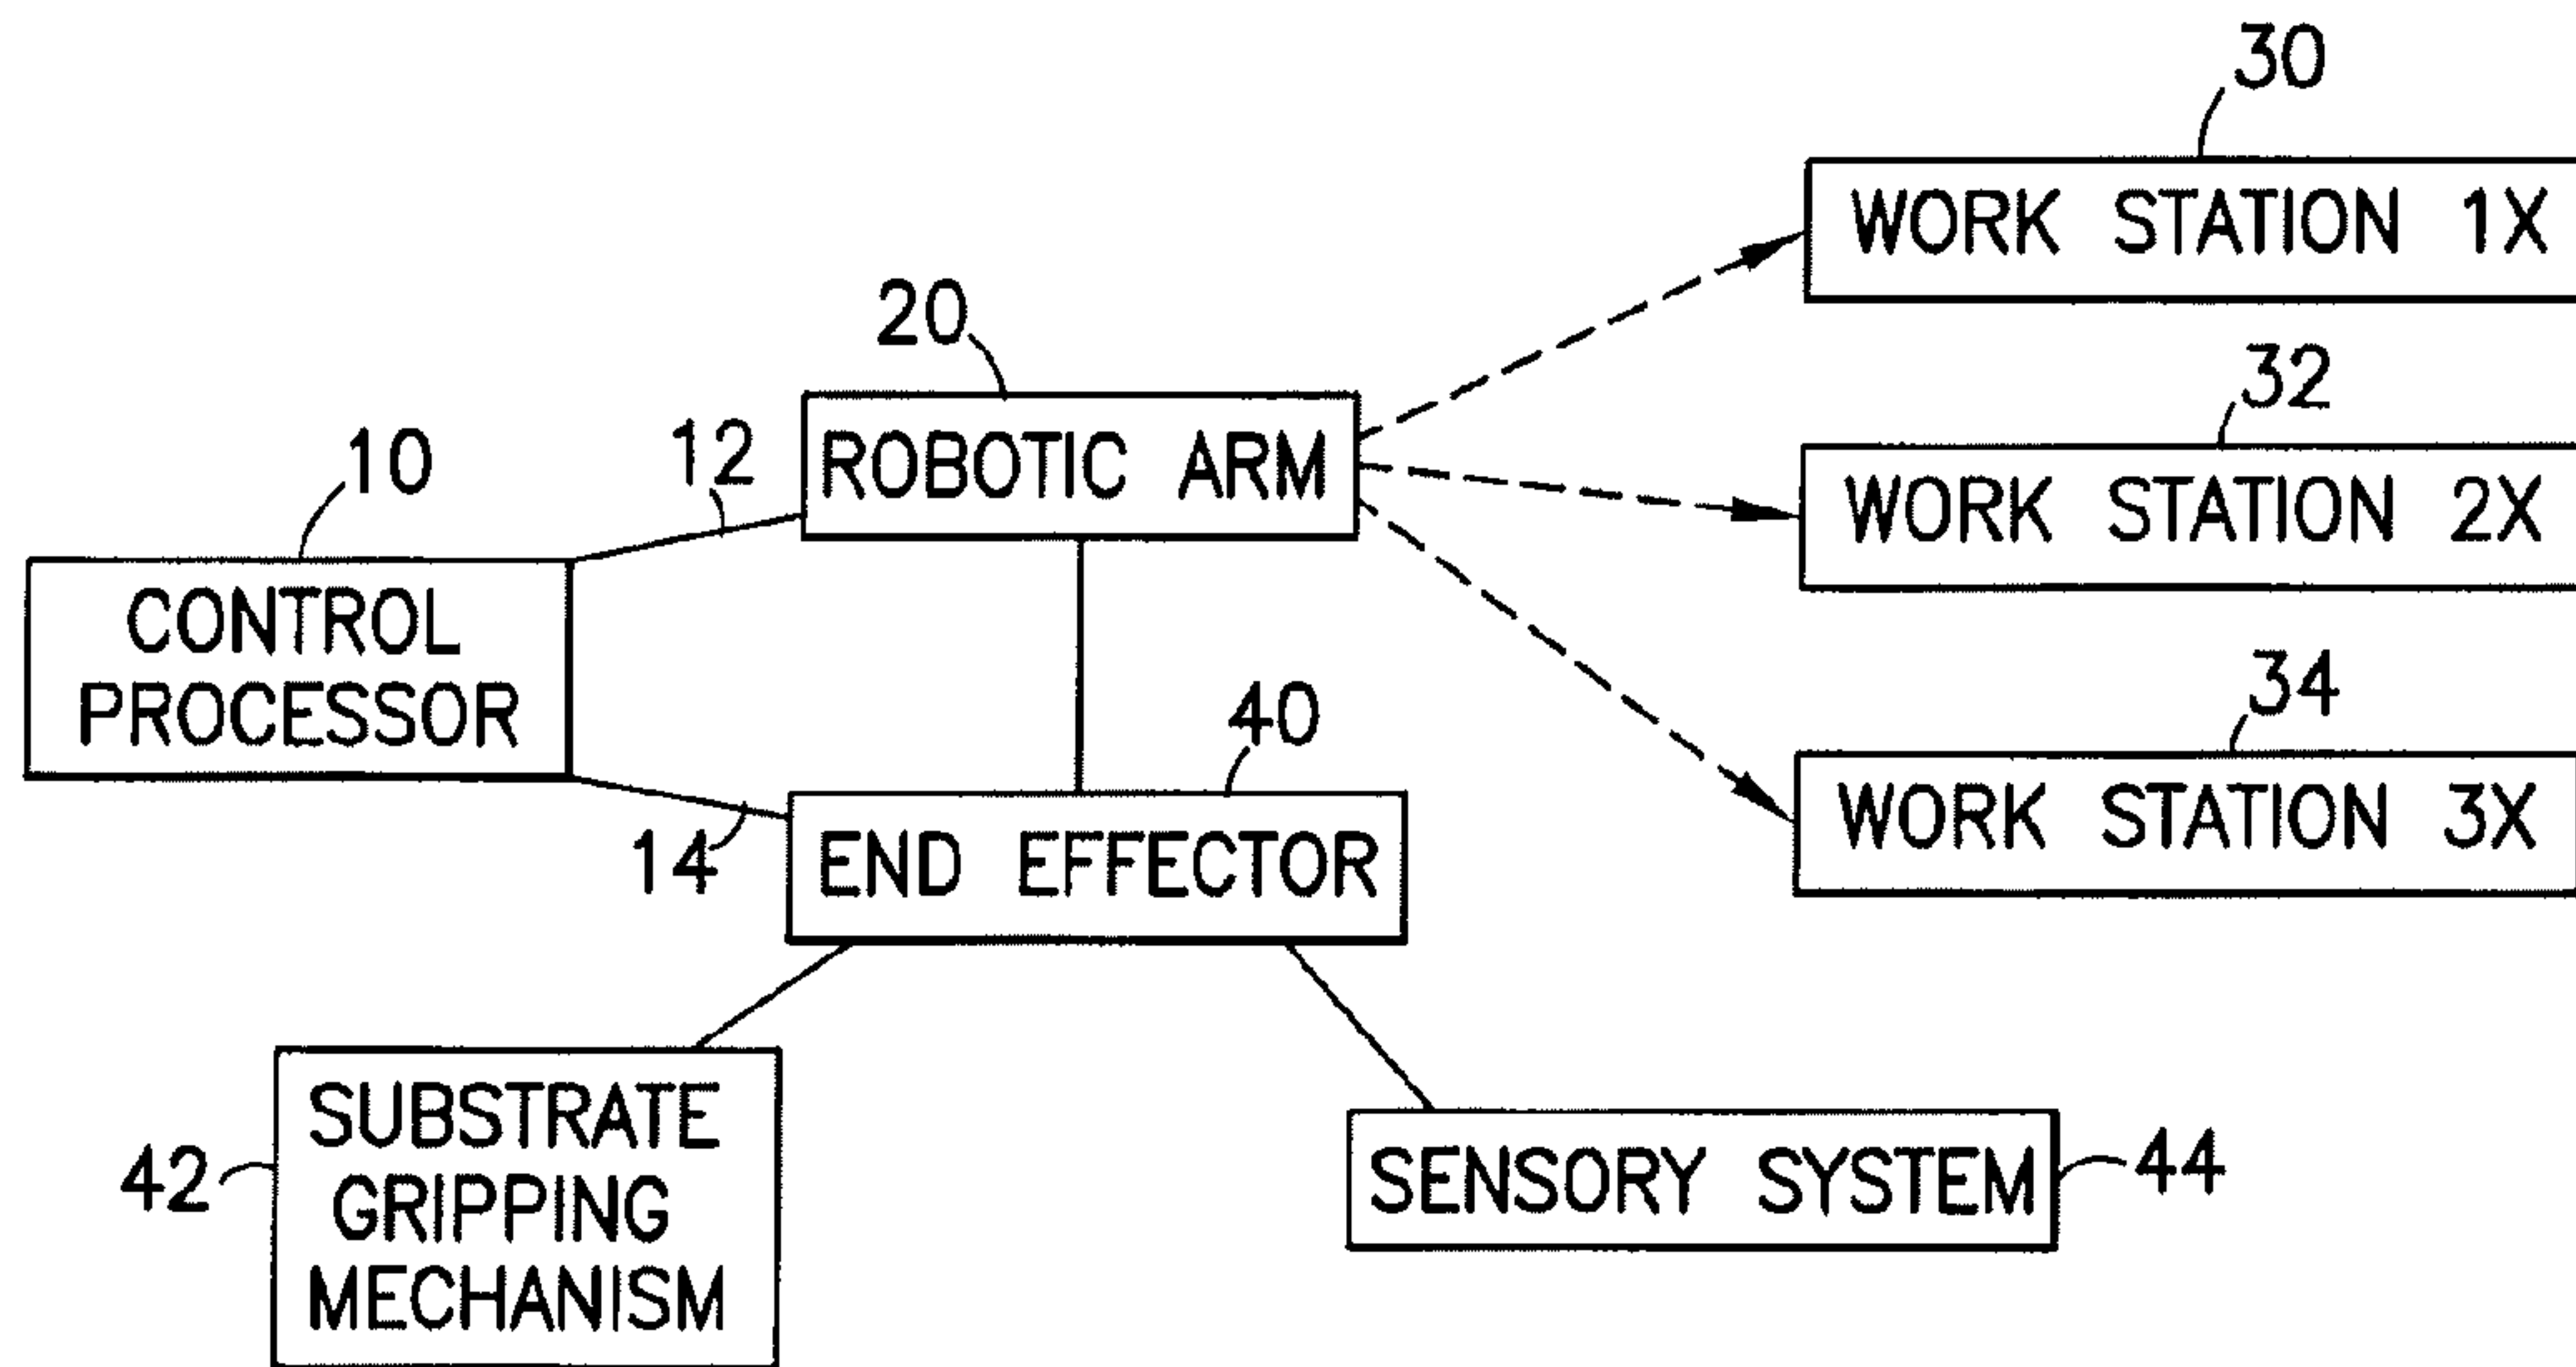 30
WORK STATION 1X
20
32
ROBOTIC ARM
WORK STATION 2X
10
12
CONTROL
PROCESSOR
34
WORK STATION 3X
40
14
END EFFECTOR
42
SUBSTRATE
GRIPPING
MECHANISM
SENSORY SYSTEM
44